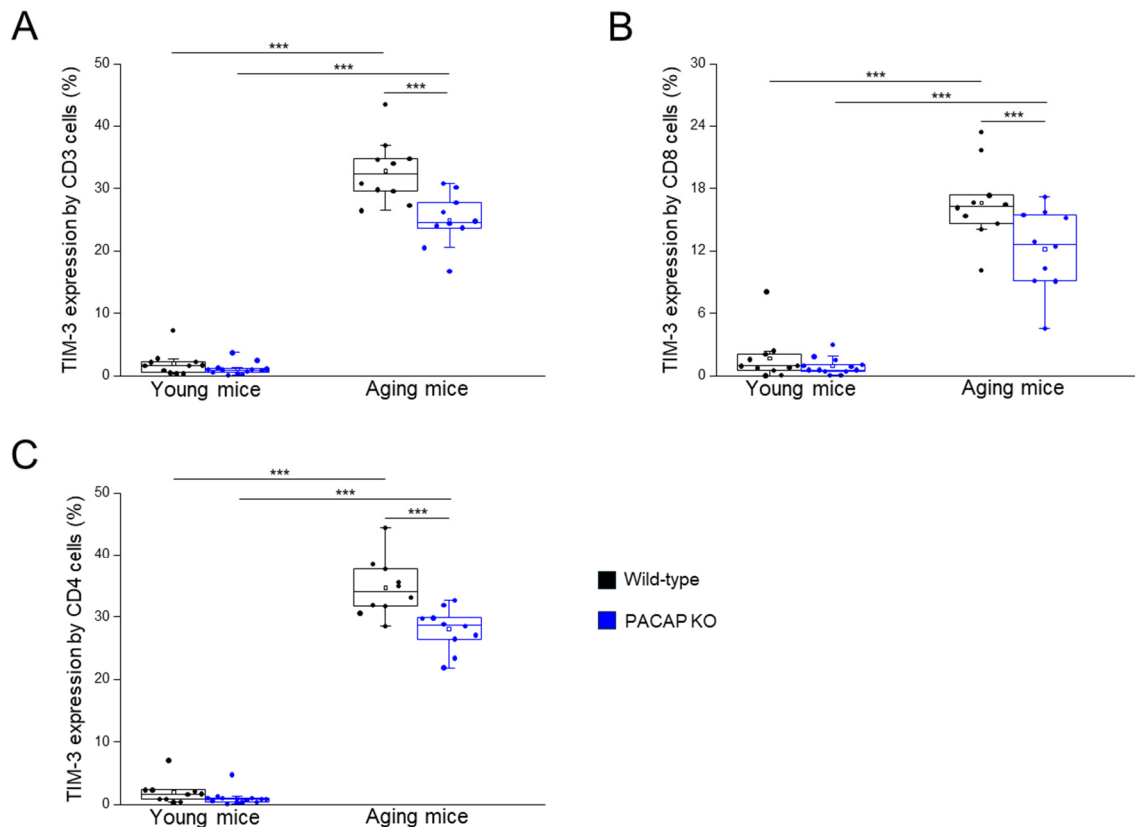 A
TIM-3 expression by CD3 cells (%)
50
40
30
20
10
0
***
***
***
Young mice
Aging mice
B
TIM-3 expression by CD8 cells (%)
30
24
18
12
6
0
***
***
***
Young mice
Aging mice
C
TIM-3 expression by CD4 cells (%)
50
40
30
20
10
0
***
***
***
Young mice
Aging mice
Wild-type
PACAP KO